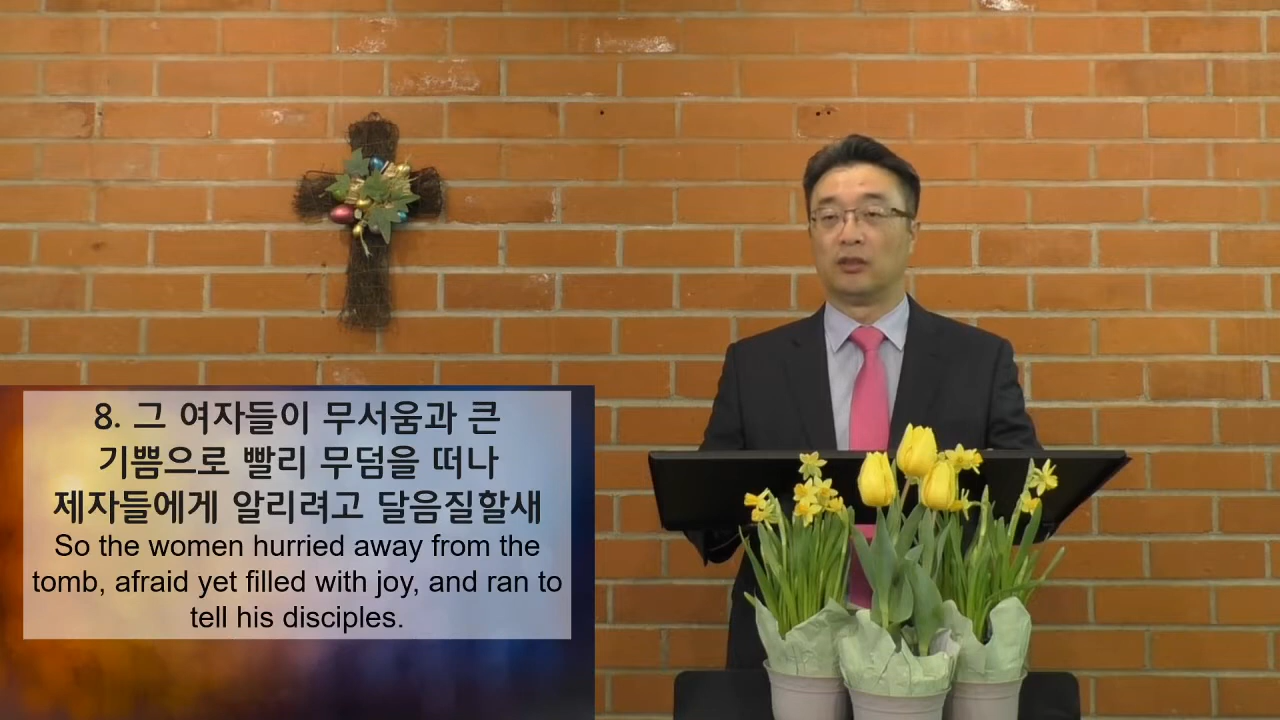 8. 그 여자들이 무서움과 큰
기쁨으로 빨리 무덤을 떠나
제자들에게 알리려고 달음질할새
So the women hurried away from the
tomb, afraid yet filled with joy, and ran to
tell his disciples.